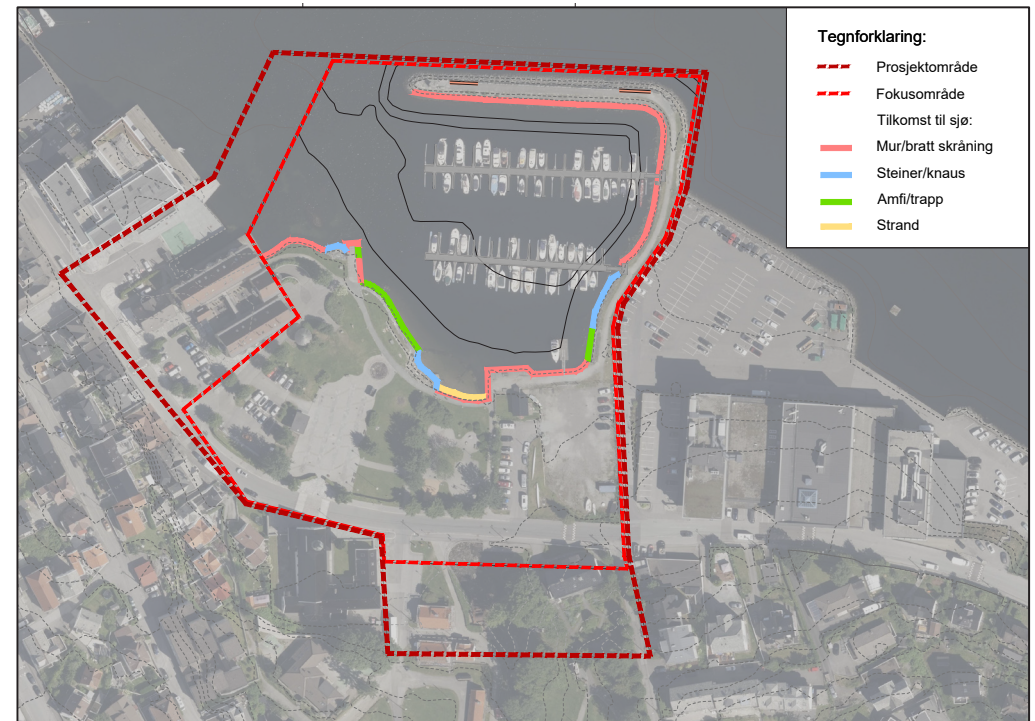 Tegnforklaring:
Prosjektområde
Fokusområde
Tilkomst til sjø:
Mur/bratt skråning
Steiner/knaus
Amfi/trapp
Strand